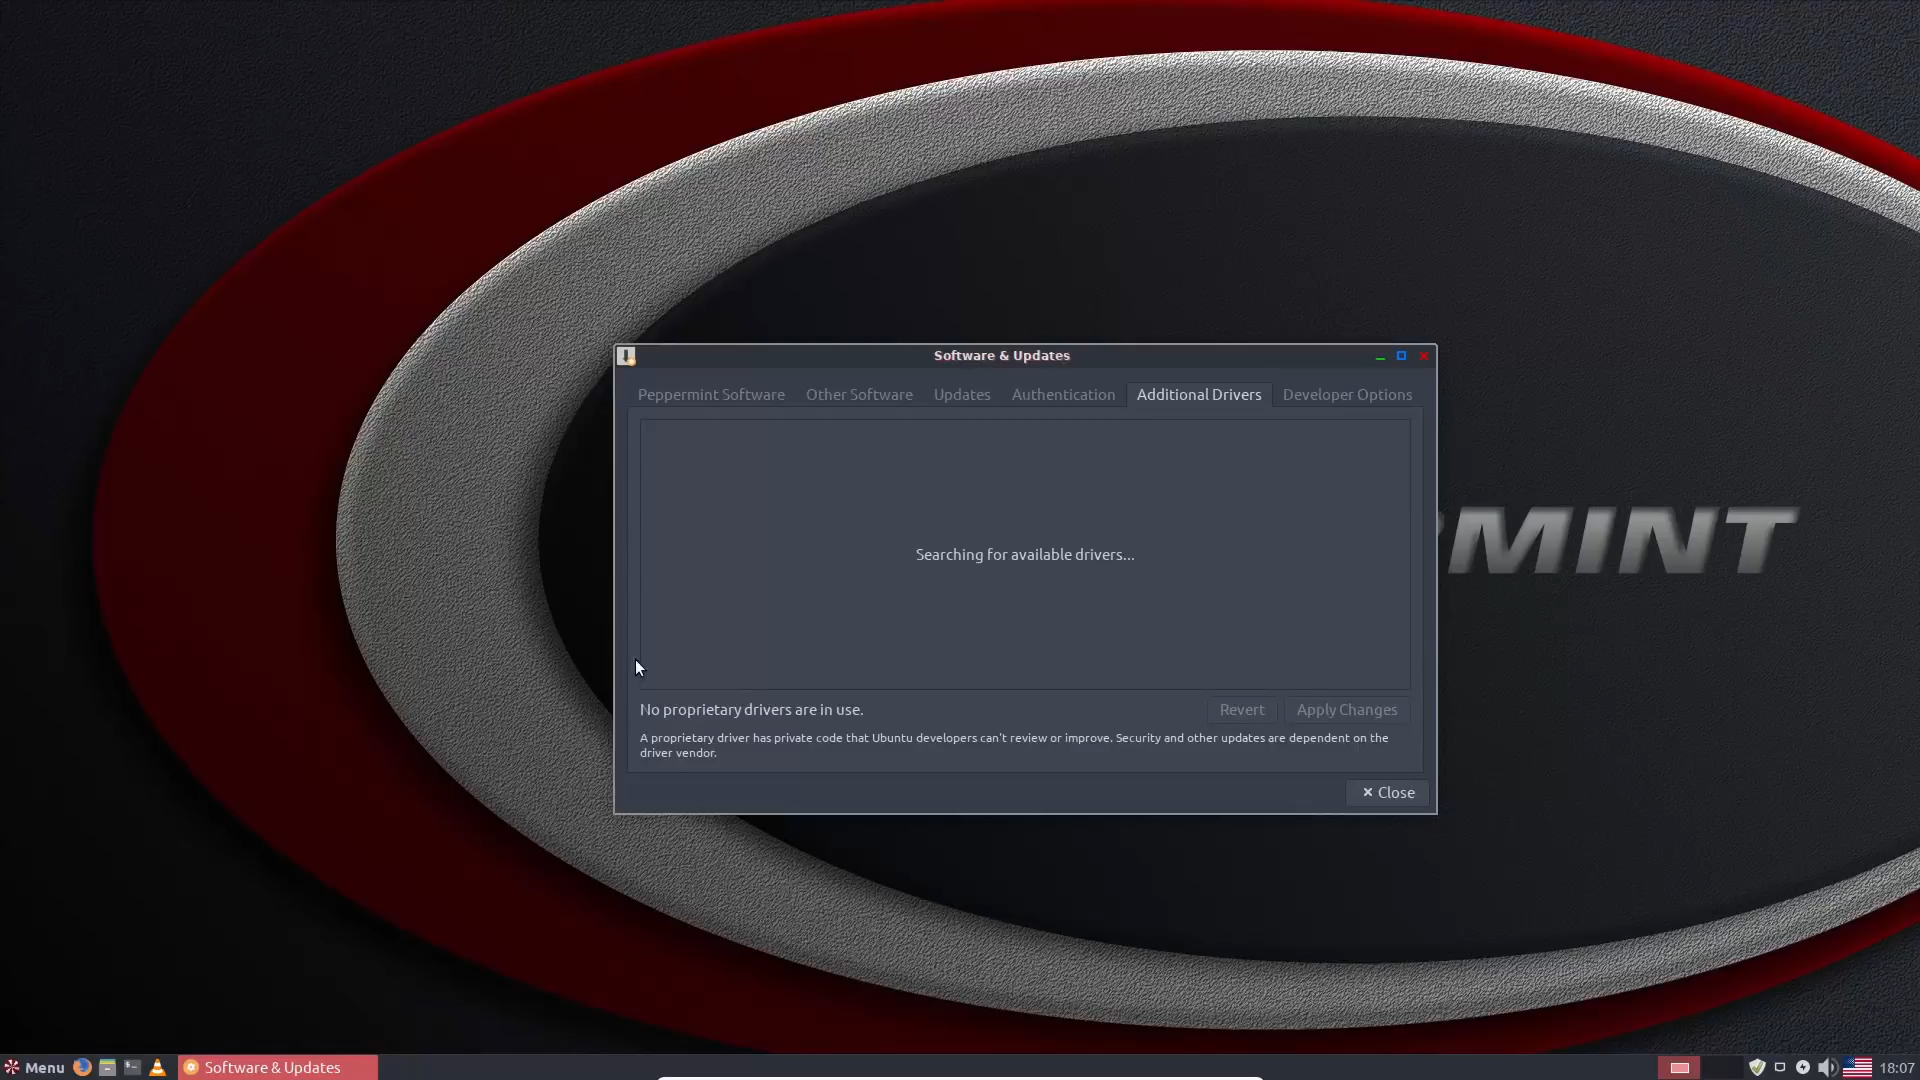 Software & Updates
Peppermint Software Other Software Updates Authentication Additional Drivers Developer Options
Searching for available drivers...
RMINT
No proprietary drivers are in use.
Revert Apply Changes
A proprietary driver has private code that Ubuntu developers can't review or improve. Security and other updates are dependent on the
driver vendor.
Close
Menu Software & Updates 18:07